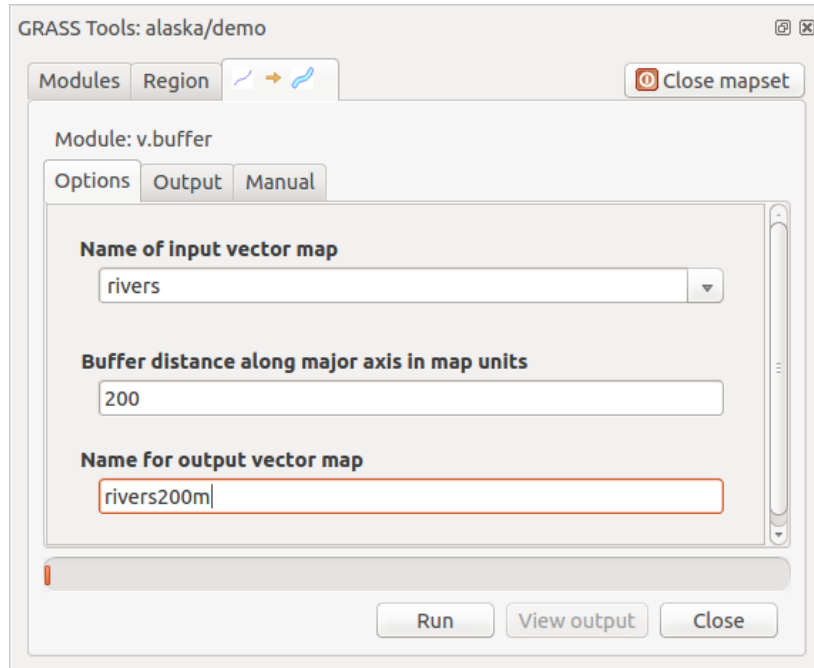 GRASS Tools: alaska/demo
Modules Region Close mapset
Module: v.buffer
Options Output Manual
Name of input vector map
rivers
Buffer distance along major axis in map units
200
Name for output vector map
rivers200m
Run View output Close